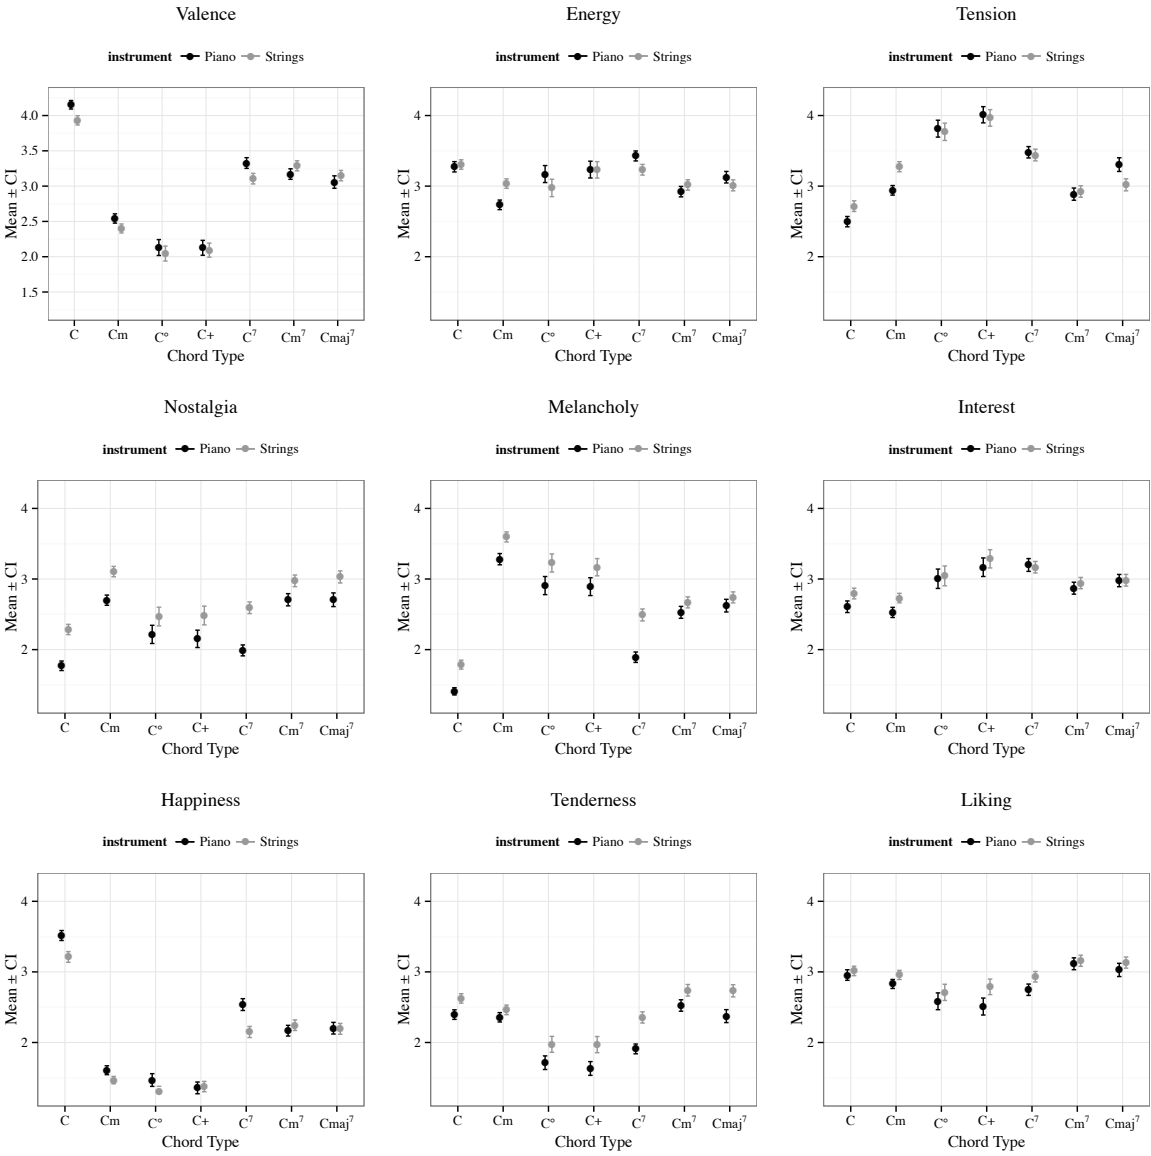 Valence
instrument Piano Strings
4.0
3.5
3.0
2.5
2.0
1.5
Mean ± CI
C Cm C° C+ C⁷ Cm⁷ Cmaj⁷
Chord Type
Energy
instrument Piano Strings
4
3
2
Mean ± CI
C Cm C° C+ C⁷ Cm⁷ Cmaj⁷
Chord Type
Tension
instrument Piano Strings
4
3
2
Mean ± CI
C Cm C° C+ C⁷ Cm⁷ Cmaj⁷
Chord Type
Nostalgia
instrument Piano Strings
4
3
2
Mean ± CI
C Cm C° C+ C⁷ Cm⁷ Cmaj⁷
Chord Type
Melancholy
instrument Piano Strings
4
3
2
Mean ± CI
C Cm C° C+ C⁷ Cm⁷ Cmaj⁷
Chord Type
Interest
instrument Piano Strings
4
3
2
Mean ± CI
C Cm C° C+ C⁷ Cm⁷ Cmaj⁷
Chord Type
Happiness
instrument Piano Strings
4
3
2
Mean ± CI
C Cm C° C+ C⁷ Cm⁷ Cmaj⁷
Chord Type
Tenderness
instrument Piano Strings
4
3
2
Mean ± CI
C Cm C° C+ C⁷ Cm⁷ Cmaj⁷
Chord Type
Liking
instrument Piano Strings
4
3
2
Mean ± CI
C Cm C° C+ C⁷ Cm⁷ Cmaj⁷
Chord Type